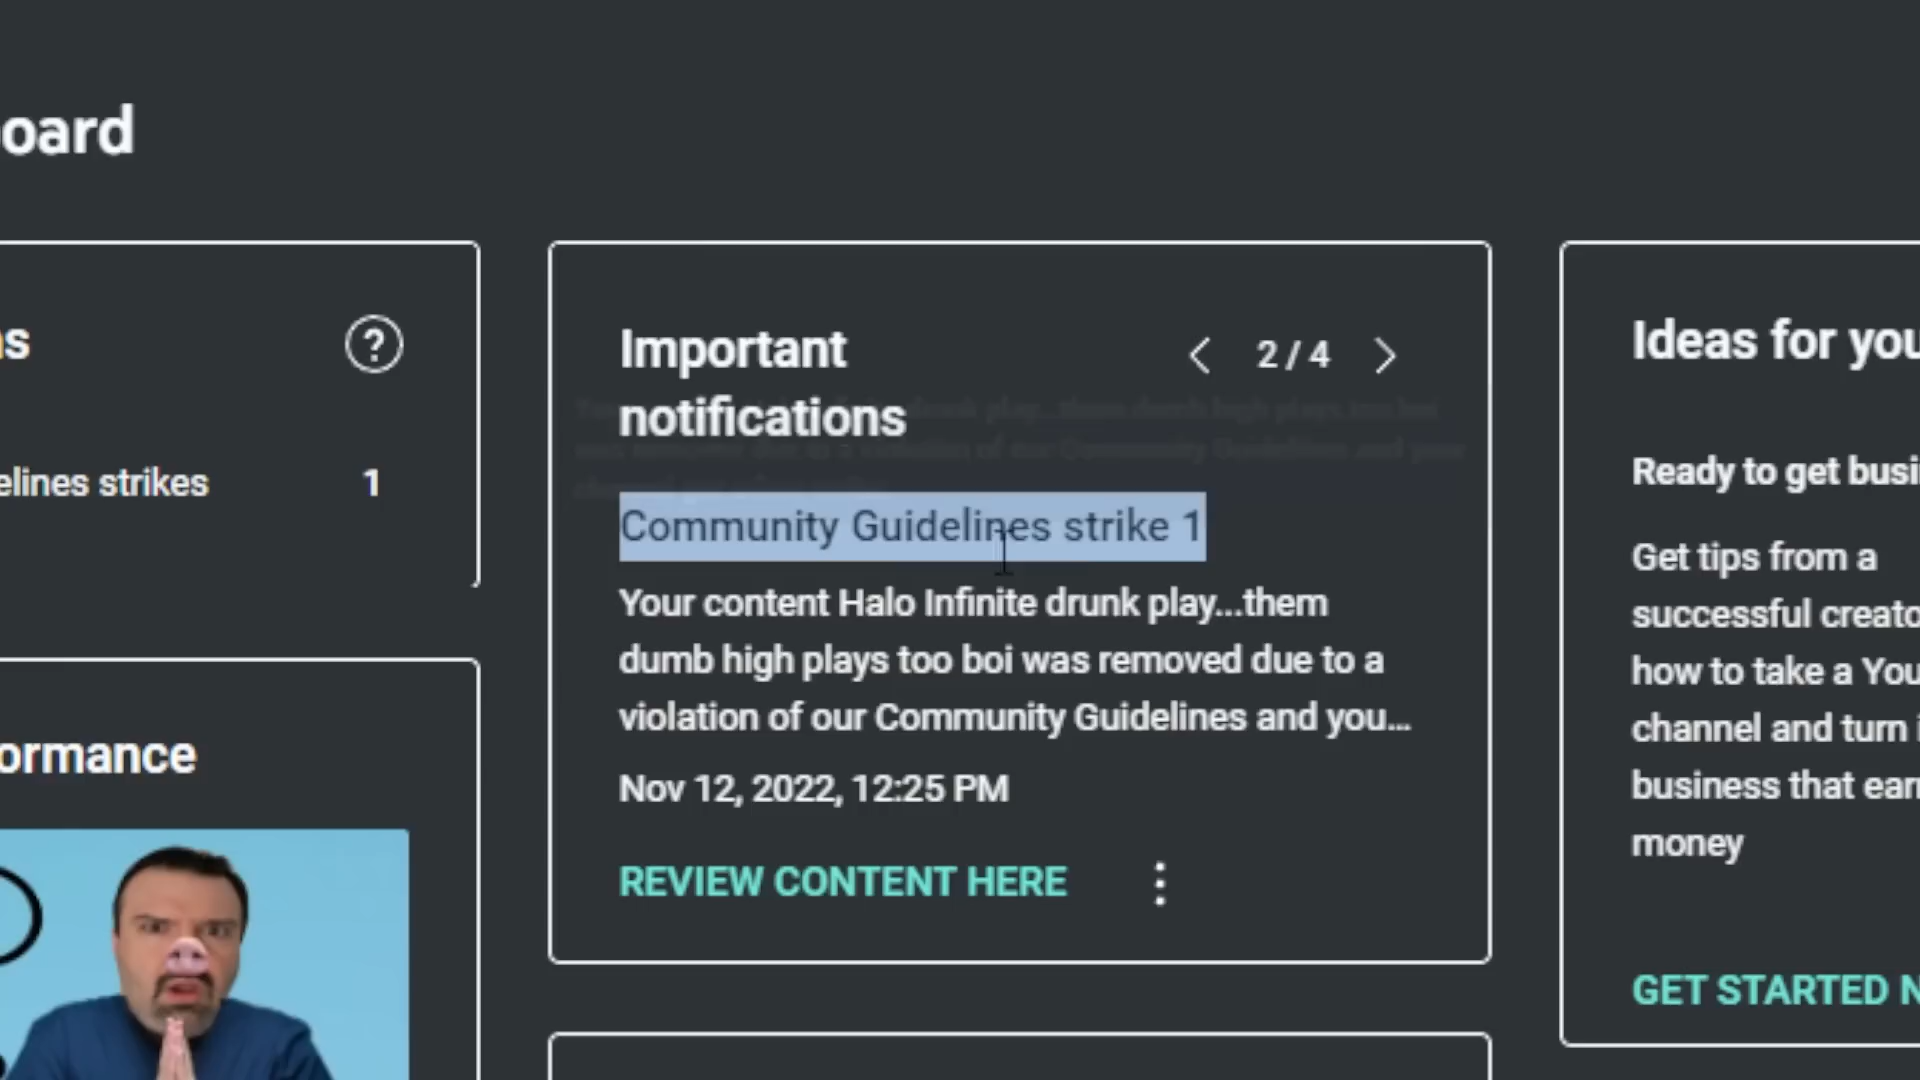 oard
ns
?
elines strikes 1
ormance
Important
notifications
2 / 4
Community Guidelines strike 1
Your content Halo Infinite drunk play...them
dumb high plays too boi was removed due to a
violation of our Community Guidelines and you...
Nov 12, 2022, 12:25 PM
REVIEW CONTENT HERE
Ideas for you
Ready to get busi
Get tips from a
successful creato
how to take a You
channel and turn i
business that earn
money
GET STARTED N